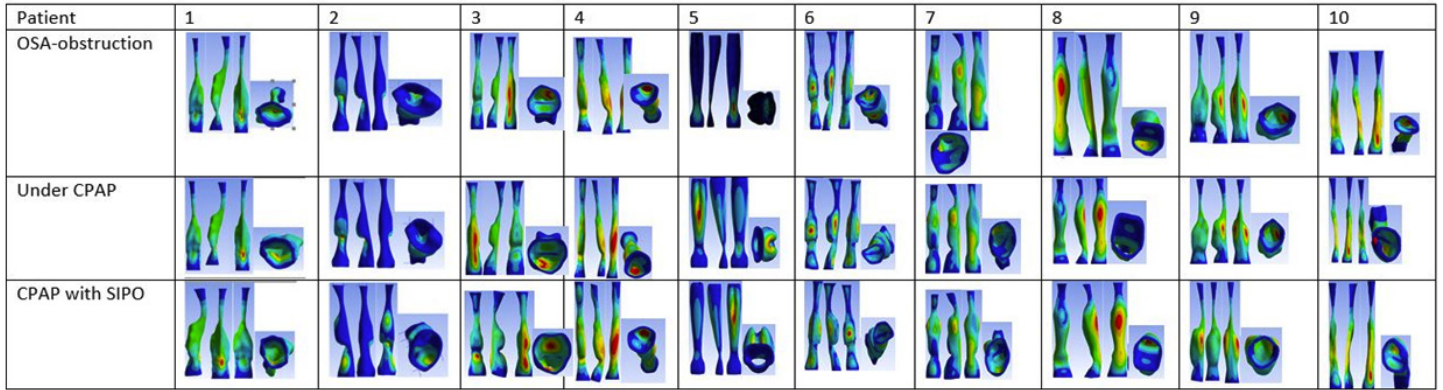 Patient 1 2 3 4 5 6 7 8 9 10
OSA-obstruction
Under CPAP
CPAP with SIPO